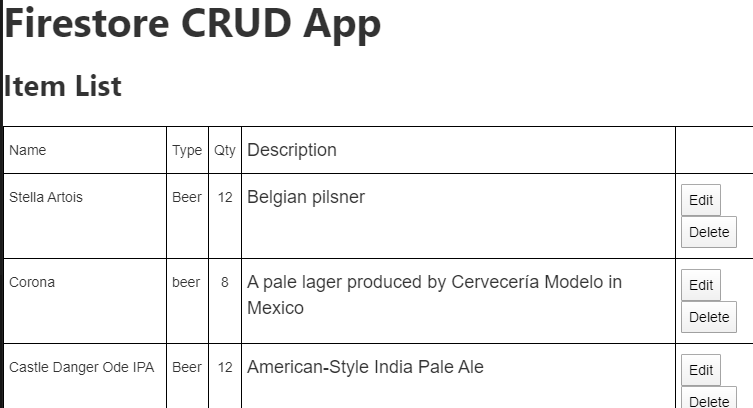 Firestore CRUD App
Item List
Name Type Qty Description
Stella Artois Beer 12 Belgian pilsner Edit
Delete
Corona beer 8 A pale lager produced by Cervecería Modelo in Edit
Mexico Delete
Castle Danger Ode IPA Beer 12 American-Style India Pale Ale Edit
Delete